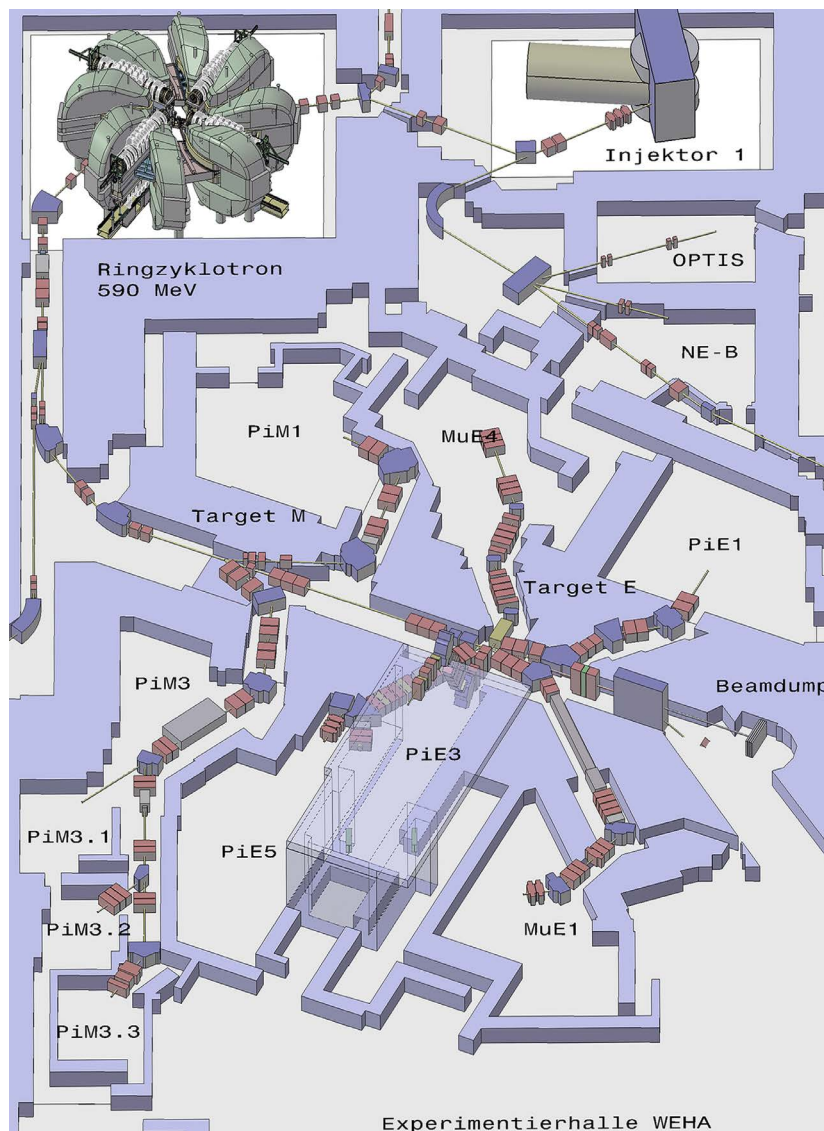 Injektor 1
Ringzyklotron
590 MeV
OPTIS
NE-B
PiM1
MuE4
Target M
PiE1
Target E
PiM3
Beamdump
PiE3
PiM3.1
PiE5
PiM3.2
MuE1
PiM3.3
Experimentierhalle WEHA